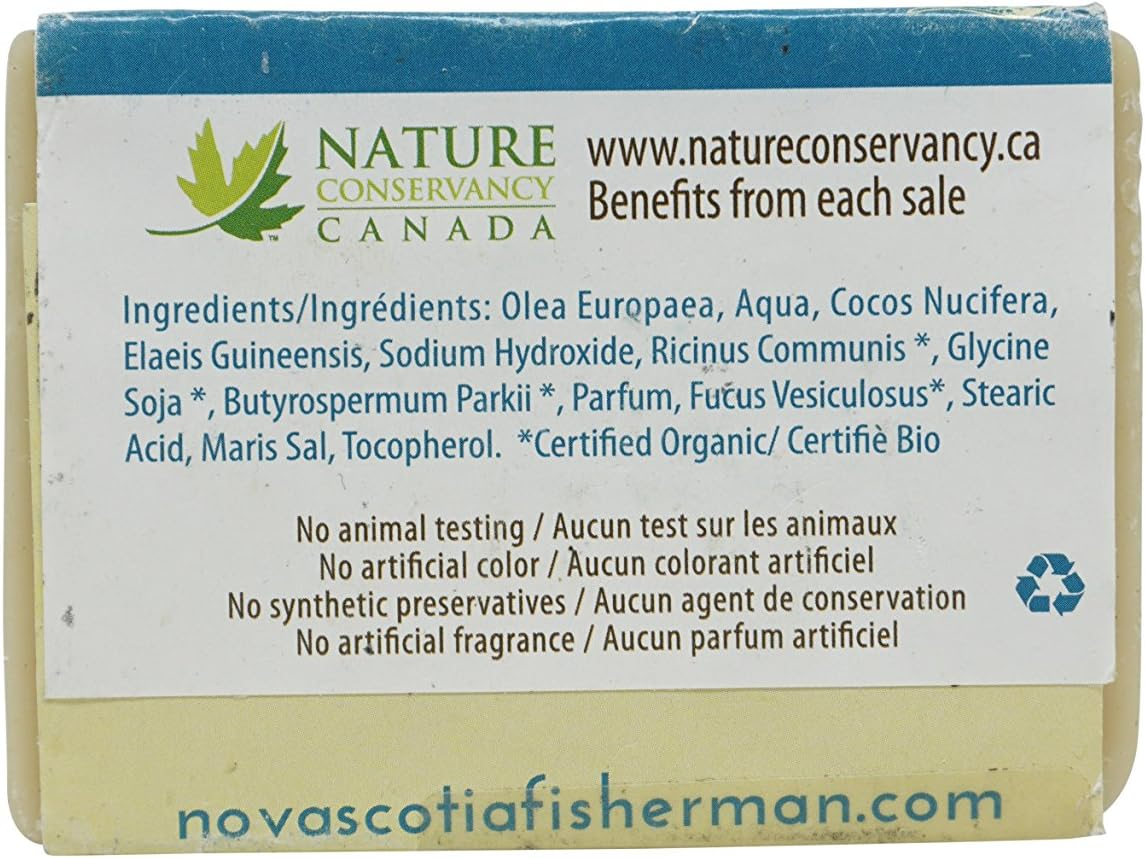 NATURE
CONSERVANCY
CANADA
™
www.natureconservancy.ca
Benefits from each sale
Ingredients/Ingrédients: Olea Europaea, Aqua, Cocos Nucifera,
Elaeis Guineensis, Sodium Hydroxide, Ricinus Communis *, Glycine
Soja *, Butyrospermum Parkii *, Parfum, Fucus Vesiculosus*, Stearic
Acid, Maris Sal, Tocopherol.  *Certified Organic/ Certifiè Bio
No animal testing / Aucun test sur les animaux
No artificial color / Aucun colorant artificiel
No synthetic preservatives / Aucun agent de conservation
No artificial fragrance / Aucun parfum artificiel
novascotiafisherman.com